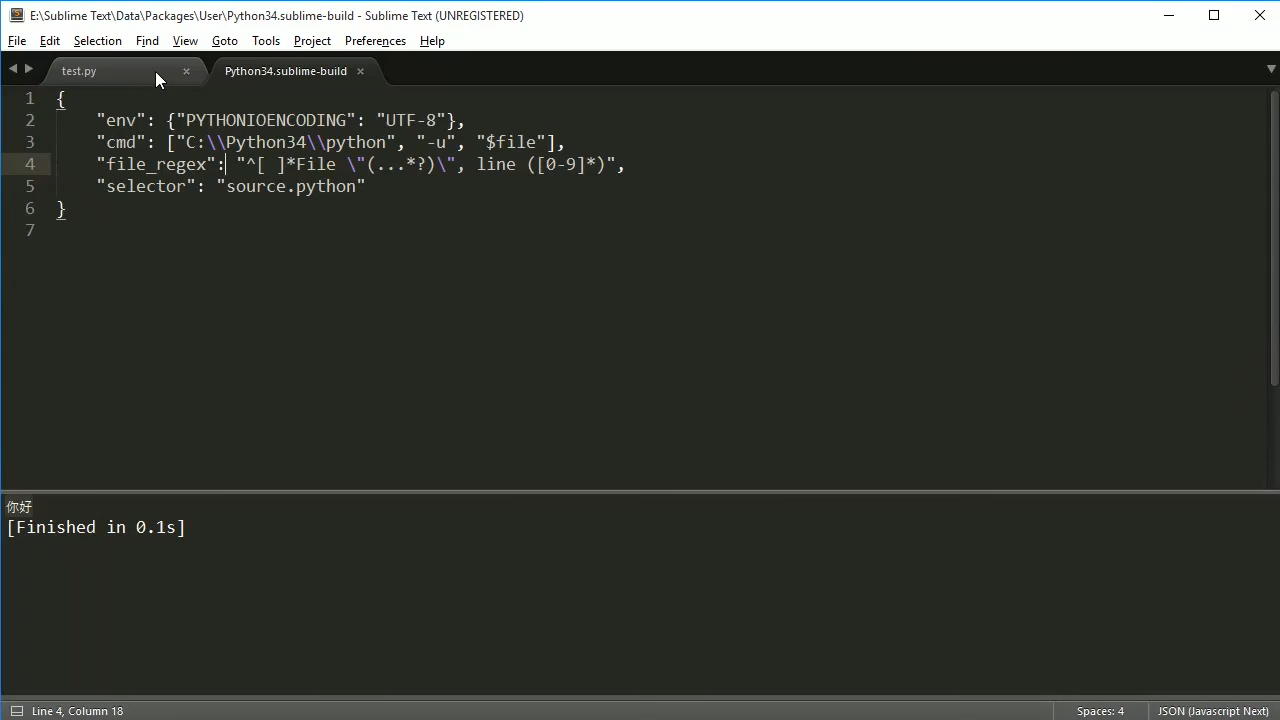 E:\Sublime Text\Data\Packages\User\Python34.sublime-build - Sublime Text (UNREGISTERED)
File Edit Selection Find View Goto Tools Project Preferences Help
test.py × Python34.sublime-build ×
1 {
2 "env": {"PYTHONIOENCODING": "UTF-8"},
3 "cmd": ["C:\\Python34\\python", "-u", "$file"],
4 "file_regex": "^[ ]*File \"(...*?)\", line ([0-9]*)",
5 "selector": "source.python"
6 }
7
你好
[Finished in 0.1s]
Line 4, Column 18 Spaces: 4 JSON (Javascript Next)